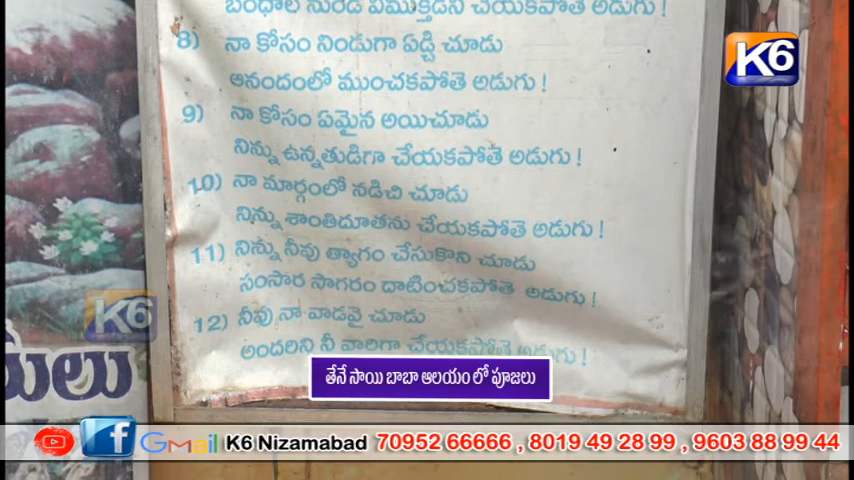 బంధాల నుండి విముక్తడిని చేయకపోతె అడుగు !
8) నా కోసం నిండుగా ఏడ్చి చూడు
ఆనందంలో ముంచకపోతె అడుగు !
9) నా కోసం ఏమైన అయిచూడు
నిన్ను ఉన్నతుడిగా చేయకపోతె అడుగు !
10) నా మార్గంలో నడిచి చూడు
నిన్ను శాంతిదూతను చేయకపోతె అడుగు !
11) నిన్ను నీవు త్యాగం చేసుకొని చూడు
సంసార సాగరం దాటించకపోతె అడుగు !
12) నీవు నా వాడవై చూడు
అందరిని నీ వారిగా చేయకపోతె అడుగు !
K6
K6
K6
తేనే సాయి బాబా ఆలయం లో పూజలు
f Gmail K6 Nizamabad 70952 66666 , 8019 49 28 99 , 9603 88 99 44